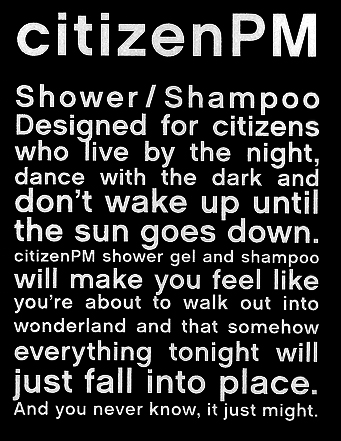 citizenPM
Shower / Shampoo
Designed for citizens
who live by the night,
dance with the dark and
don't wake up until
the sun goes down.
citizenPM shower gel and shampoo
will make you feel like
you're about to walk out into
wonderland and that somehow
everything tonight will
just fall into place.
And you never know, it just might.